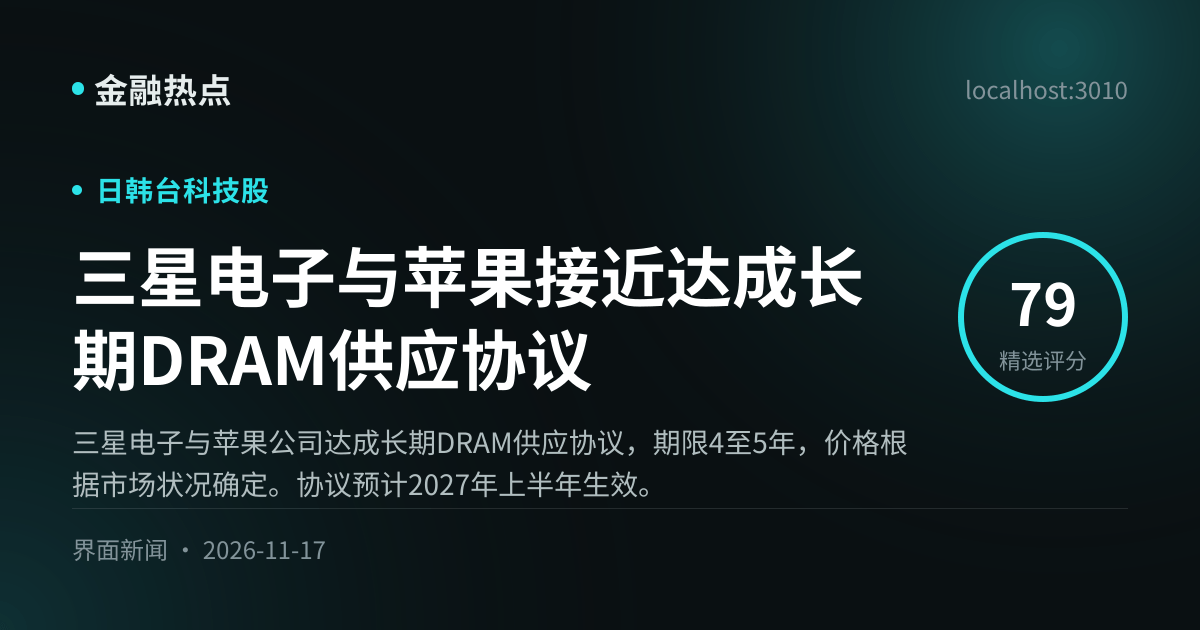 金融热点
localhost:3010
日韩台科技股
三星电子与苹果接近达成长
期DRAM供应协议
79
精选评分
三星电子与苹果公司达成长期DRAM供应协议，期限4至5年，价格根
据市场状况确定。协议预计2027年上半年生效。
界面新闻 · 2026-11-17